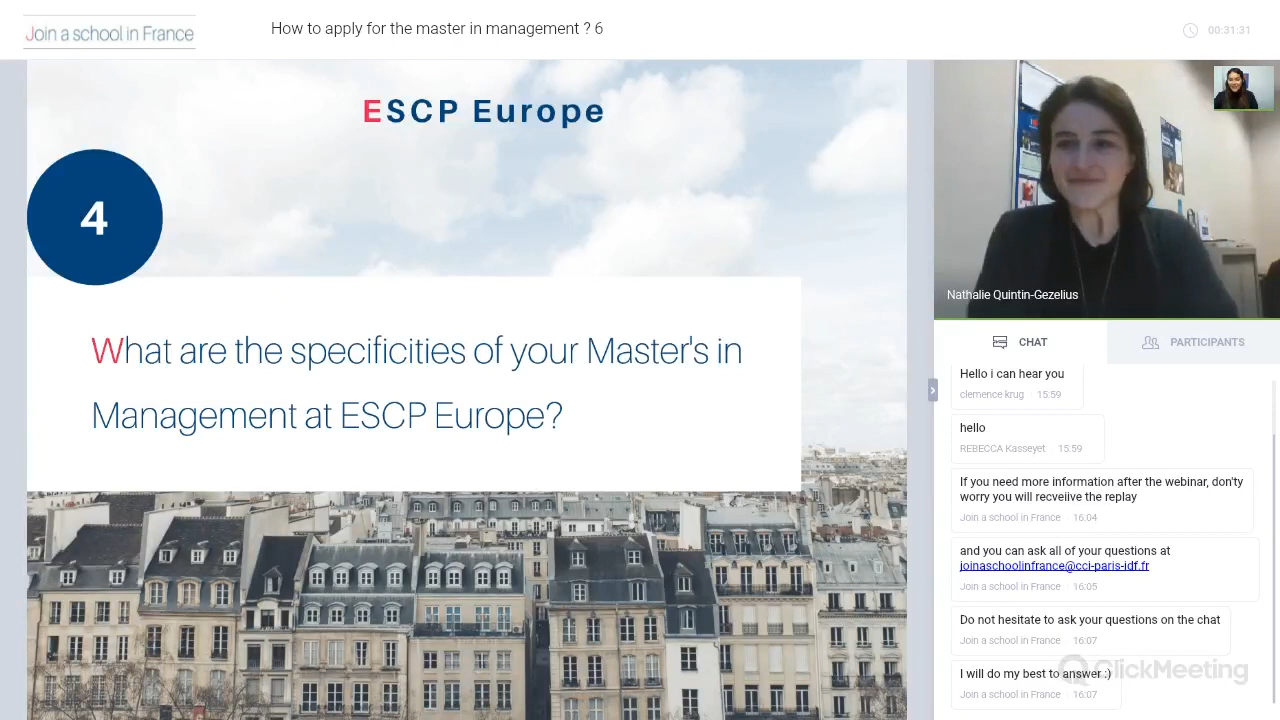 Join a school in France
How to apply for the master in management ? 6
00:31:31
ESCP Europe
4
What are the specificities of your Master's in
Management at ESCP Europe?
Nathalie Quintin-Gezelius
CHAT
PARTICIPANTS
Hello i can hear you
clemence krug 15:59
hello
REBECCA Kasseyet 15:59
If you need more information after the webinar, don'ty
worry you will recveiive the replay
Join a school in France 16:04
and you can ask all of your questions at
joinaschoolinfrance@cci-paris-idf.fr
Join a school in France 16:05
Do not hesitate to ask your questions on the chat
Join a school in France 16:07
I will do my best to answer :)
Join a school in France 16:07
ClickMeeting